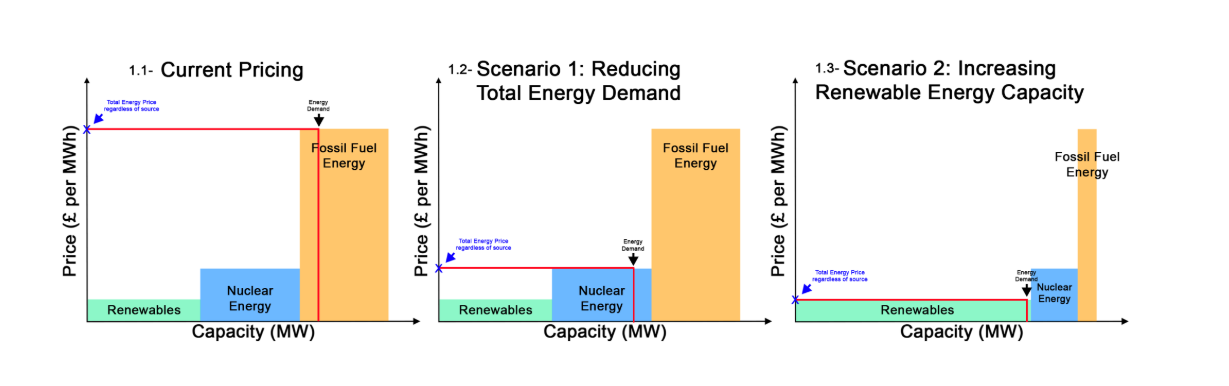 1.1- Current Pricing
Total Energy Price
regardless of source
Energy
Demand
Price (£ per MWh)
Fossil Fuel
Energy
Nuclear
Energy
Renewables
Capacity (MW)
1.2- Scenario 1: Reducing
Total Energy Demand
Price (£ per MWh)
Fossil Fuel
Energy
Total Energy Price
regardless of source
Energy
Demand
Nuclear
Energy
Renewables
Capacity (MW)
1.3- Scenario 2: Increasing
Renewable Energy Capacity
Price (£ per MWh)
Fossil Fuel
Energy
Total Energy Price
regardless of source
Energy
Demand
Nuclear
Energy
Renewables
Capacity (MW)